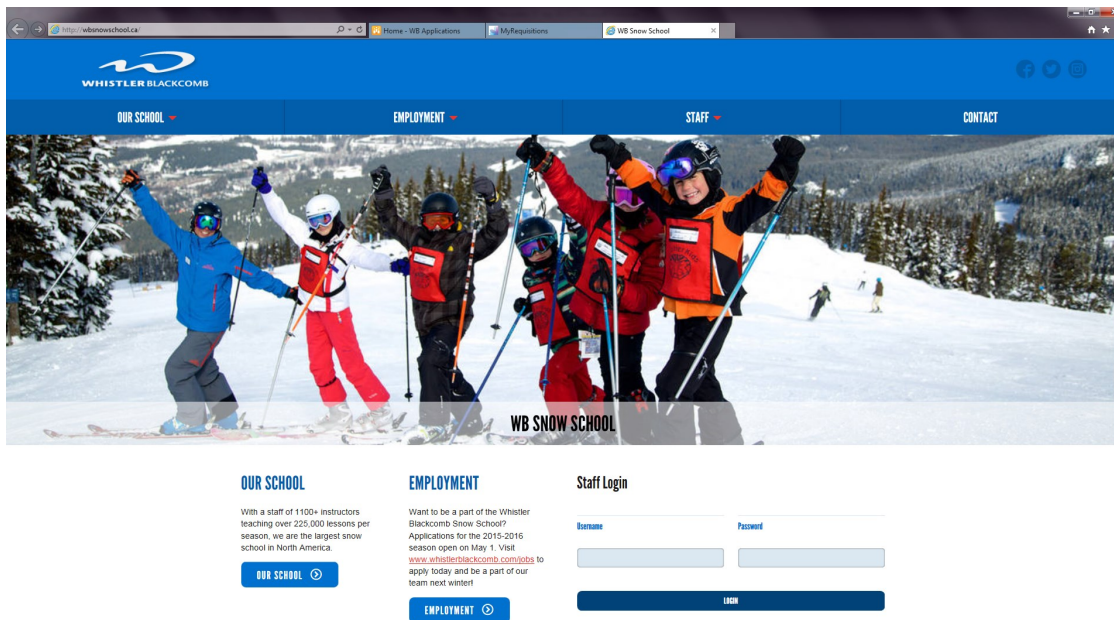 http://wbsnowschool.ca/
Home - WB Applications
MyRequisitions
WB Snow School
WHISTLER BLACKCOMB
OUR SCHOOL
EMPLOYMENT
STAFF
CONTACT
WB SNOW SCHOOL
OUR SCHOOL
With a staff of 1100+ instructors
teaching over 225,000 lessons per
season, we are the largest snow
school in North America.
OUR SCHOOL
EMPLOYMENT
Want to be a part of the Whistler
Blackcomb Snow School?
Applications for the 2015-2016
season open on May 1. Visit
www.whistlerblackcomb.com/jobs to
apply today and be a part of our
team next winter!
EMPLOYMENT
Staff Login
Username
Password
LOGIN